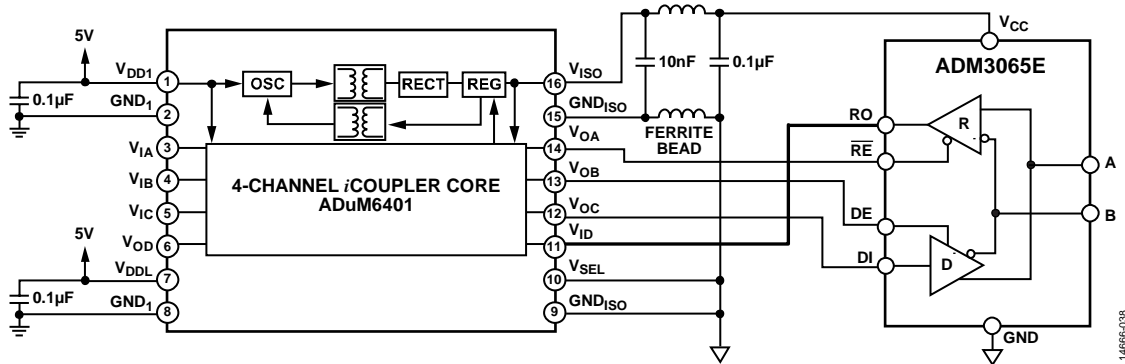 5V
0.1µF
VDD1
GND1
VIA
VIB
VIC
VOD
5V
VDDL
0.1µF
GND1
1
2
3
4
5
6
7
8
OSC
RECT
REG
4-CHANNEL iCOUPLER CORE
ADuM6401
16
15
14
13
12
11
10
9
VISO
GNDISO
VOA
VOB
VOC
VID
VSEL
GNDISO
10nF
0.1µF
FERRITE
BEAD
VCC
ADM3065E
RO
RE
DE
DI
R
D
A
B
GND
14666-038